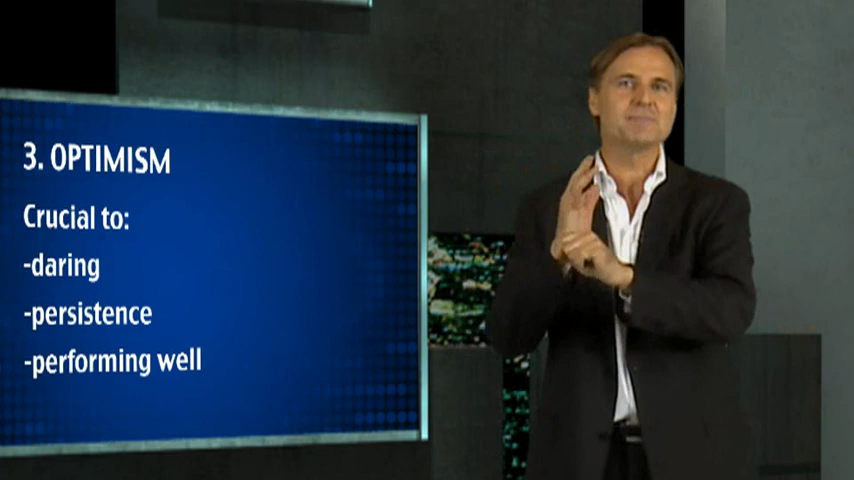 3. OPTIMISM
Crucial to:
-daring
-persistence
-performing well